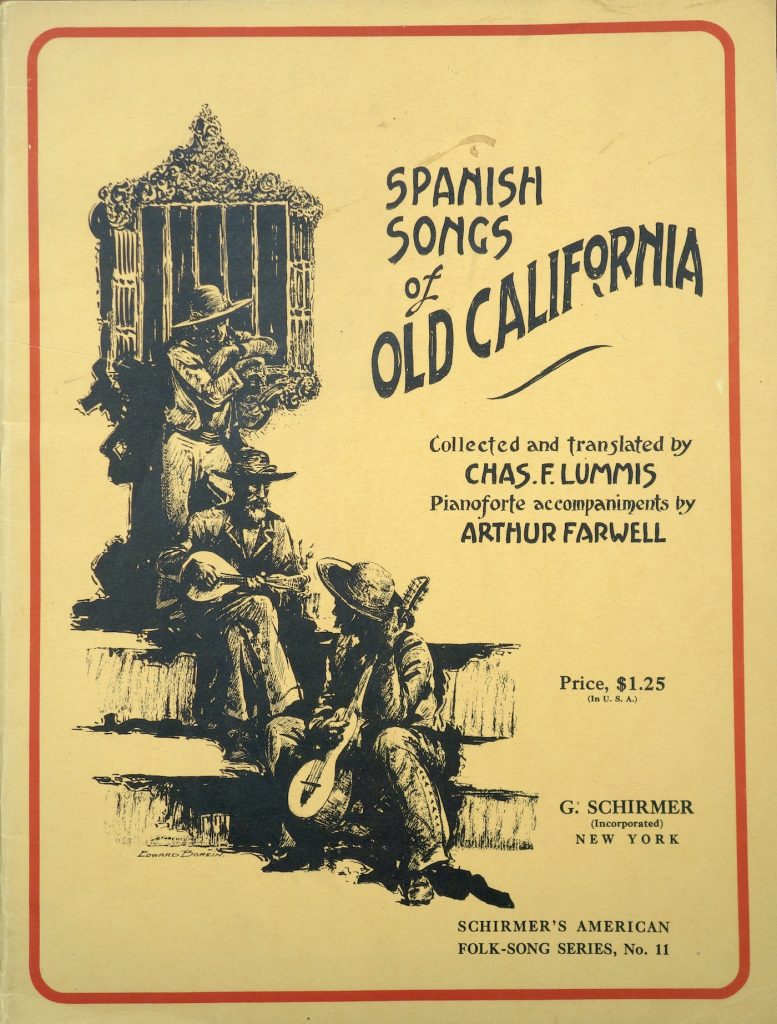 SPANISH
SONGS
of
OLD CALIFORNIA
Collected and translated by
CHAS. F. LUMMIS
Pianoforte accompaniments by
ARTHUR FARWELL
Price, $1.25
(In U. S. A.)
G. SCHIRMER
(Incorporated)
NEW YORK
EDWARD BOREIN
SCHIRMER'S AMERICAN
FOLK-SONG SERIES, No. 11